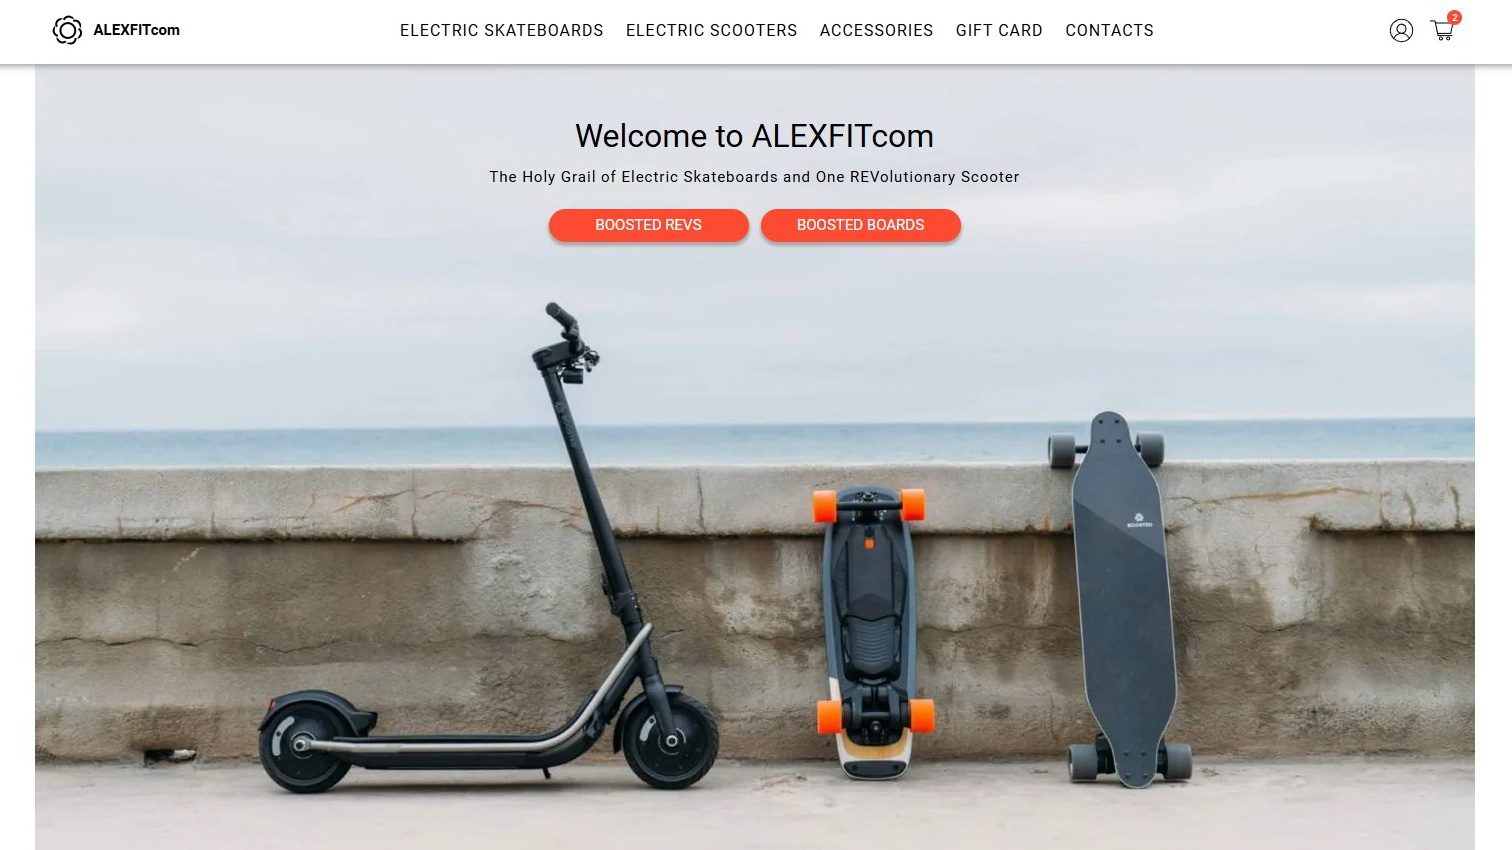 ALEXFITcom
ELECTRIC SKATEBOARDS ELECTRIC SCOOTERS ACCESSORIES GIFT CARD CONTACTS
2
Welcome to ALEXFITcom
The Holy Grail of Electric Skateboards and One REVolutionary Scooter
BOOSTED REVS BOOSTED BOARDS
BOOSTED